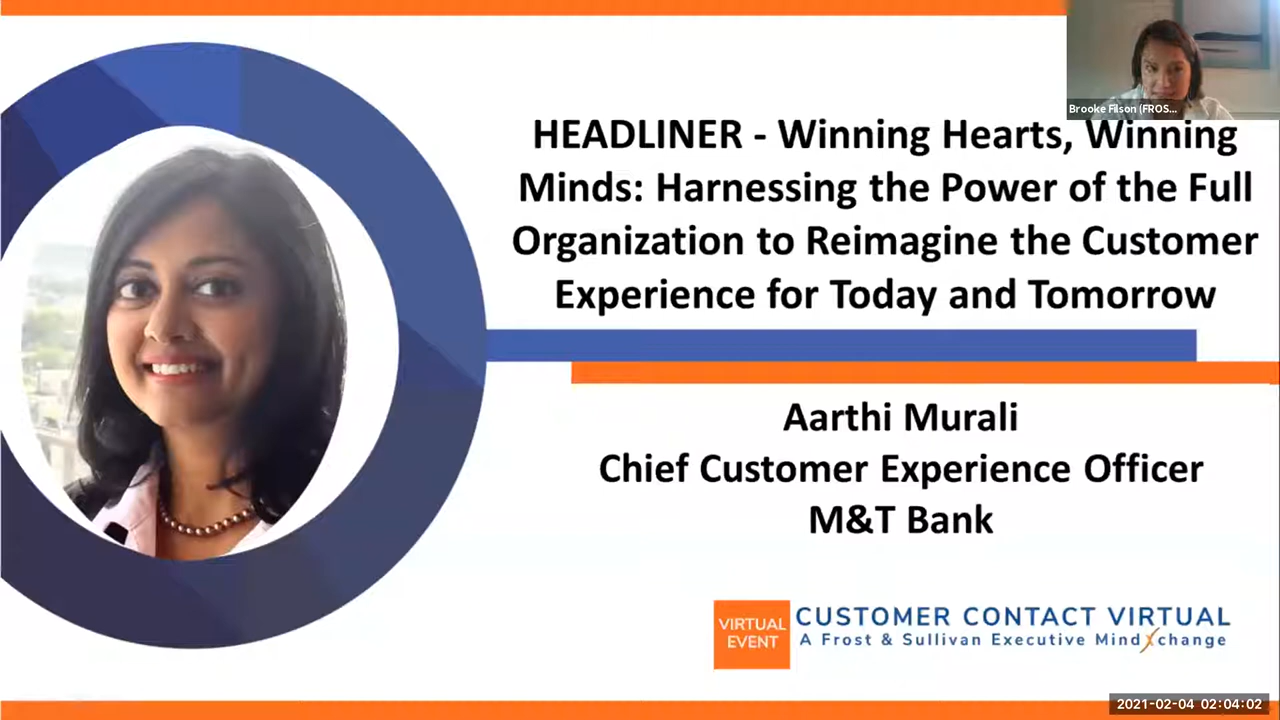 Brooke Filson (FROS...
HEADLINER - Winning Hearts, Winning
Minds: Harnessing the Power of the Full
Organization to Reimagine the Customer
Experience for Today and Tomorrow
Aarthi Murali
Chief Customer Experience Officer
M&T Bank
VIRTUAL
EVENT
CUSTOMER CONTACT VIRTUAL
A Frost & Sullivan Executive MindXchange
2021-02-04 02:04:02